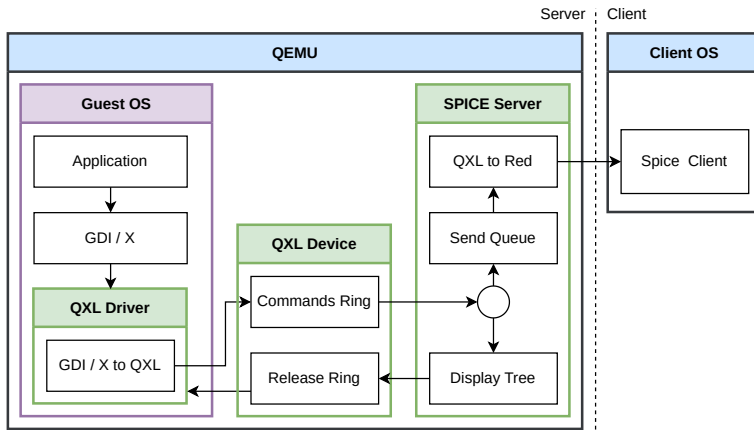 Server
Client
QEMU
Client OS
Guest OS
SPICE Server
Application
QXL to Red
Spice Client
GDI / X
QXL Device
Send Queue
QXL Driver
Commands Ring
GDI / X to QXL
Release Ring
Display Tree